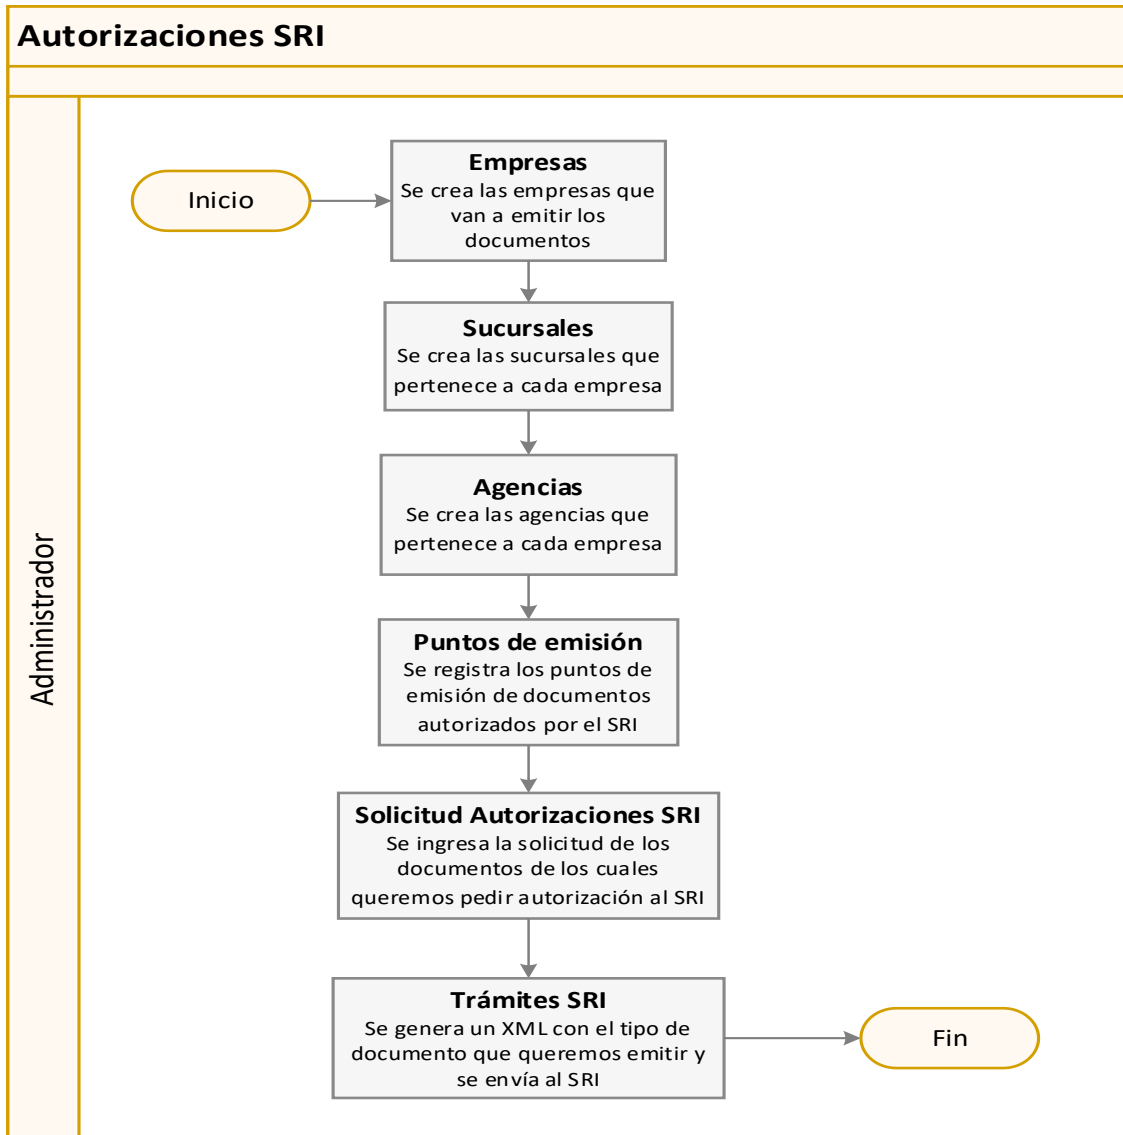 Autorizaciones SRI
Administrador
Inicio
Empresas
Se crea las empresas que
van a emitir los
documentos
Sucursales
Se crea las sucursales que
pertenece a cada empresa
Agencias
Se crea las agencias que
pertenece a cada empresa
Puntos de emisión
Se registra los puntos de
emisión de documentos
autorizados por el SRI
Solicitud Autorizaciones SRI
Se ingresa la solicitud de los
documentos de los cuales
queremos pedir autorización al SRI
Trámites SRI
Se genera un XML con el tipo de
documento que queremos emitir y
se envía al SRI
Fin